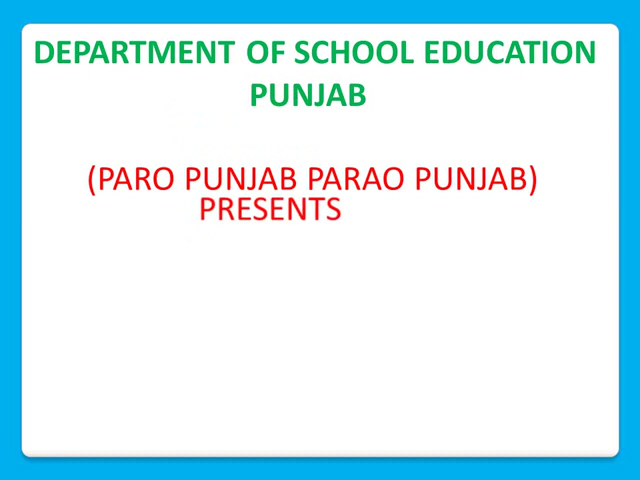 DEPARTMENT OF SCHOOL EDUCATION
PUNJAB
(PARO PUNJAB PARAO PUNJAB)
PRESENTS